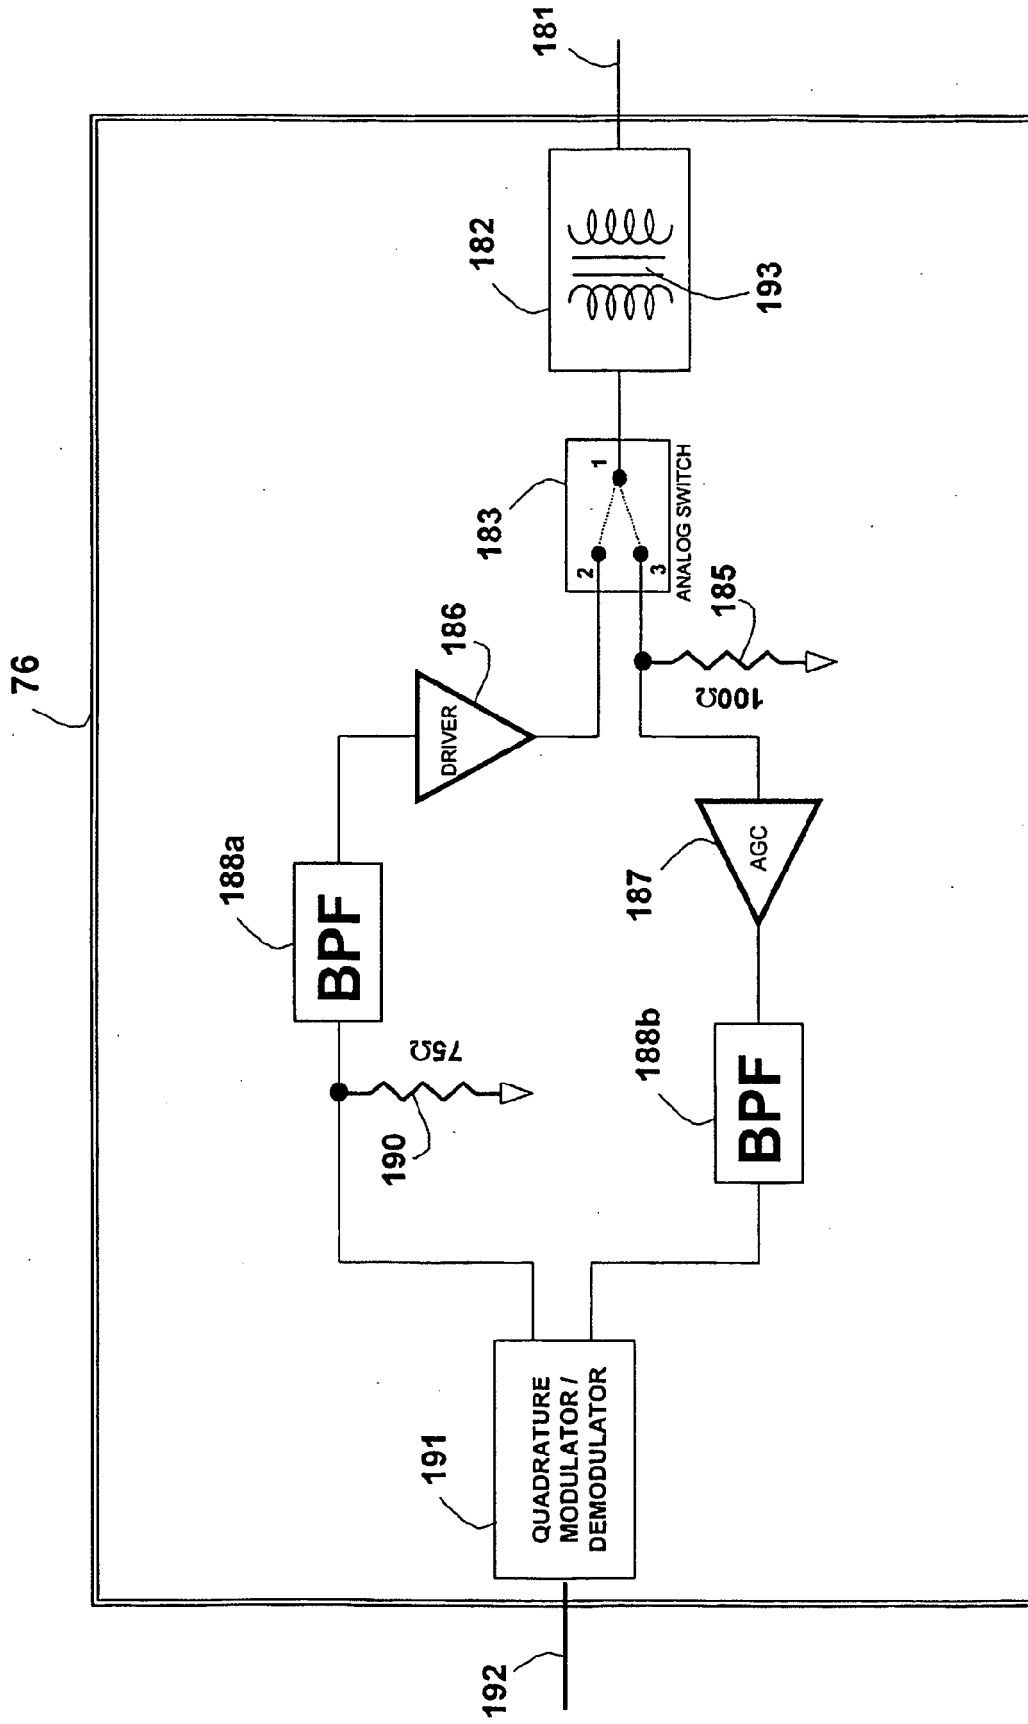 76
181
182
193
183
1
2
3
ANALOG SWITCH
185
100Ω
186
DRIVER
187
AGC
188a
BPF
188b
BPF
190
75Ω
191
QUADRATURE
MODULATOR /
DEMODULATOR
192